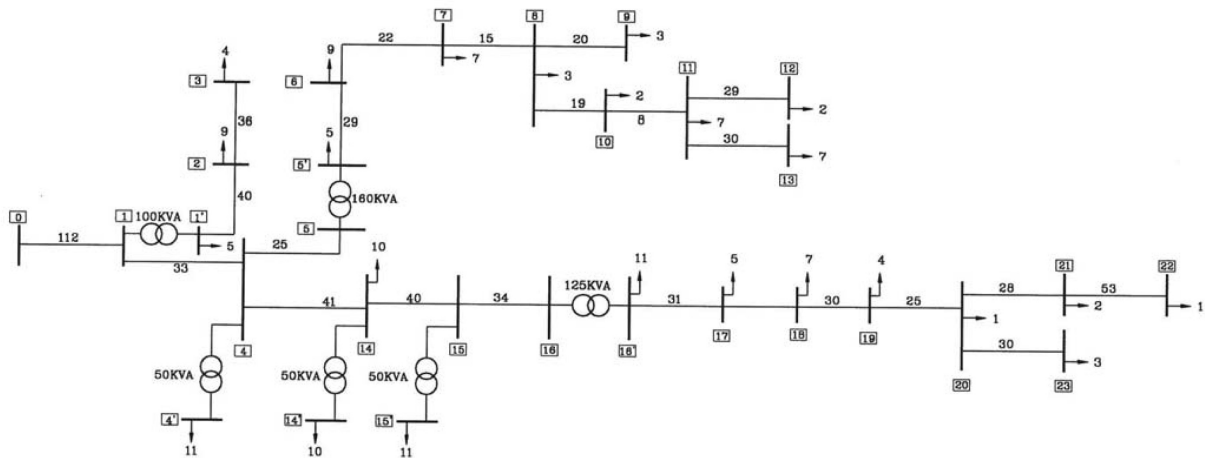 7 8 9
22 15 20 3
4 9 7
3 6 3 11 12
2 29
36 19 2
9 29 8 7
5 10 30 7
2 5' 13
40 160KVA
0 1 100KVA 1' 5
112 5 25 10
33 11 5 7 4 21 22
125KVA 28 53
41 14 40 34 31 30 25 2 1
1 30 3
4 14 15 16 16' 17 18 19 20 23
50KVA 50KVA 50KVA
4' 14' 15'
11 10 11